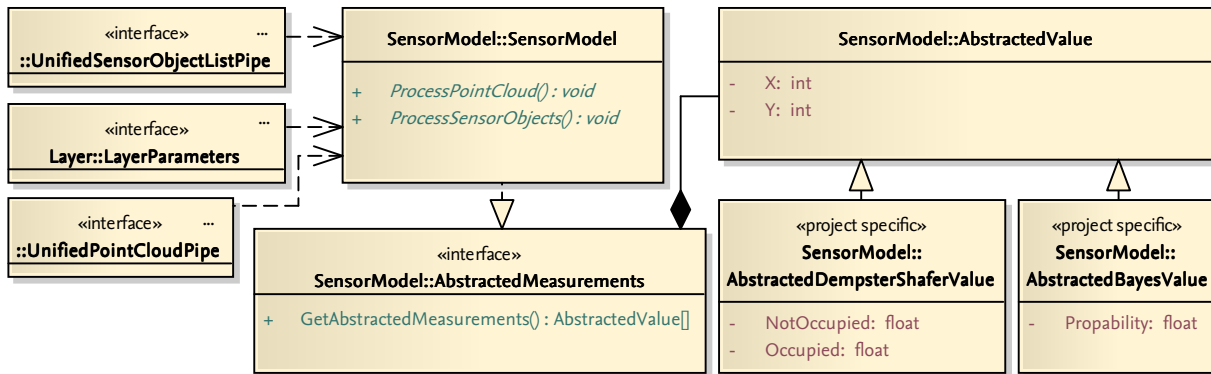 «interface» ...
::UnifiedSensorObjectListPipe
«interface» ...
Layer::LayerParameters
«interface» ...
::UnifiedPointCloudPipe
SensorModel::SensorModel
+ ProcessPointCloud() : void
+ ProcessSensorObjects() : void
«interface»
SensorModel::AbstractedMeasurements
+ GetAbstractedMeasurements() : AbstractedValue[]
SensorModel::AbstractedValue
- X: int
- Y: int
«project specific»
SensorModel::
AbstractedDempsterShaferValue
- NotOccupied: float
- Occupied: float
«project specific»
SensorModel::
AbstractedBayesValue
- Propability: float